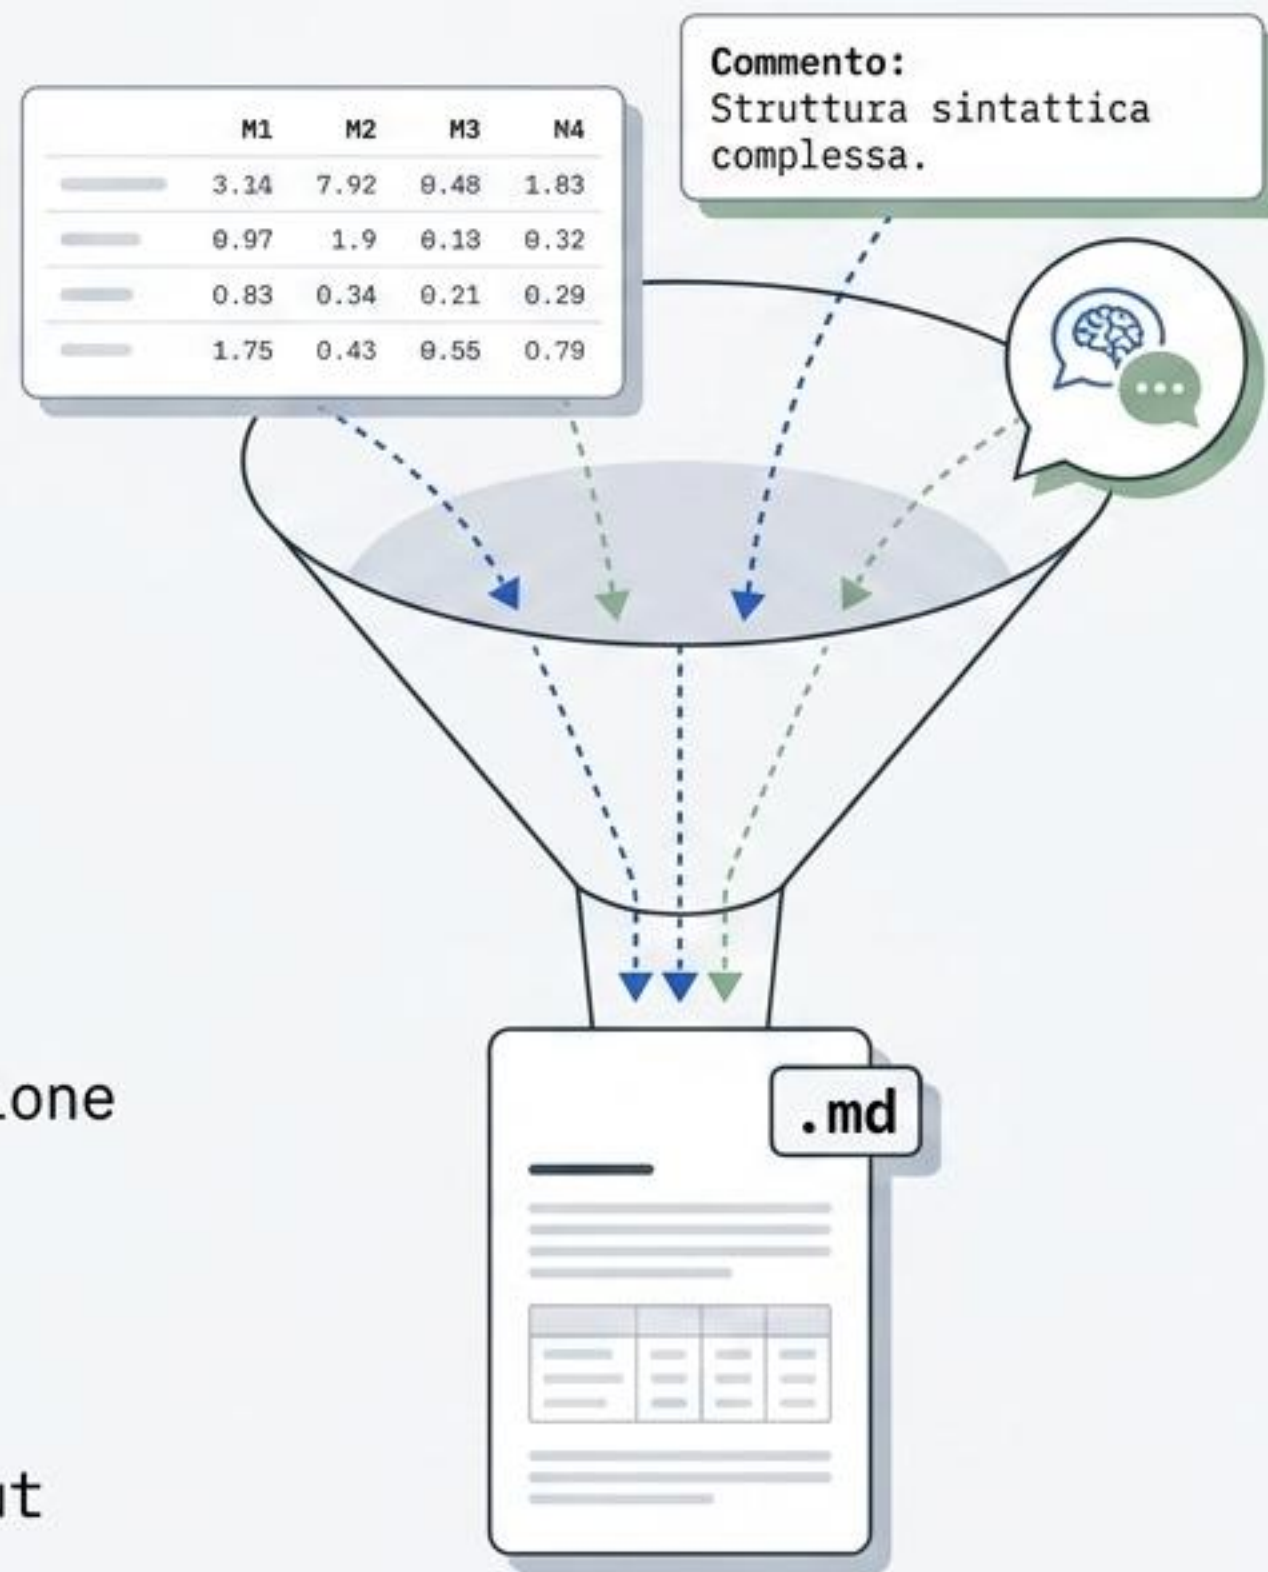 M1 M2 M3 N4
3.14 7.92 0.48 1.83
0.97 1.9 0.13 0.32
0.83 0.34 0.21 0.29
1.75 0.43 0.55 0.79
Commento:
Struttura sintattica
complessa.
.md